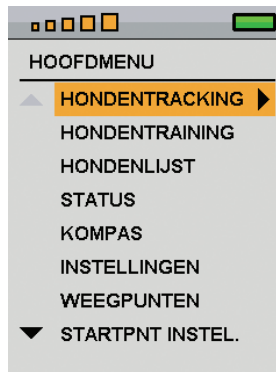 HOOFDMENU
HONDENTRACKING
HONDENTRAINING
HONDENLIJST
STATUS
KOMPAS
INSTELLINGEN
WEEGPUNTEN
STARTPNT INSTEL.